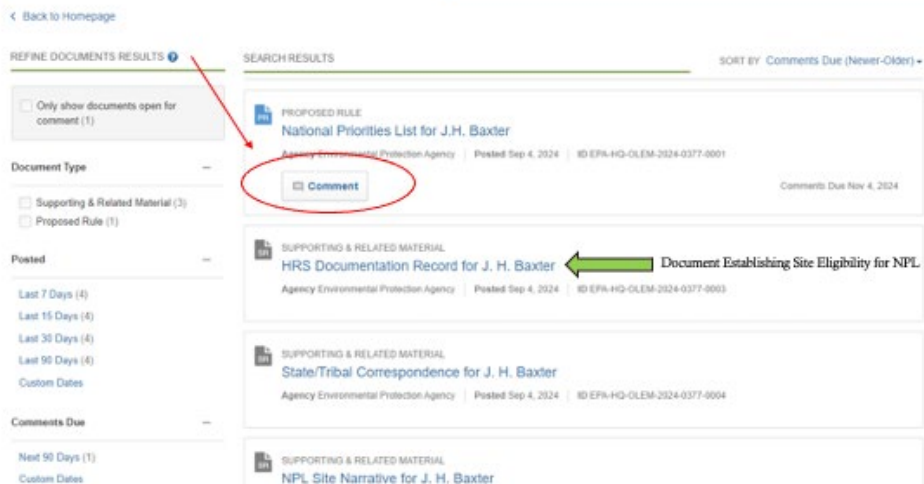 Back to Homepage
REFINE DOCUMENTS RESULTS ?
Only show documents open for
comment (1)
Document Type
Supporting & Related Material (3)
Proposed Rule (1)
Posted
Last 7 Days (4)
Last 15 Days (4)
Last 30 Days (4)
Last 90 Days (4)
Custom Dates
Comments Due
Next 90 Days (1)
Custom Dates
SEARCH RESULTS
SORT BY Comments Due (Newer-Older)
PR
PROPOSED RULE
National Priorities List for J.H. Baxter
Agency Environmental Protection Agency | Posted Sep 4, 2024 | ID EPA-HQ-OLEM-2024-0377-0001
Comment
Comments Due Nov 4, 2024
SR
SUPPORTING & RELATED MATERIAL
HRS Documentation Record for J. H. Baxter
Document Establishing Site Eligibility for NPL
Agency Environmental Protection Agency | Posted Sep 4, 2024 | ID EPA-HQ-OLEM-2024-0377-0003
SR
SUPPORTING & RELATED MATERIAL
State/Tribal Correspondence for J. H. Baxter
Agency Environmental Protection Agency | Posted Sep 4, 2024 | ID EPA-HQ-OLEM-2024-0377-0004
SR
SUPPORTING & RELATED MATERIAL
NPL Site Narrative for J. H. Baxter